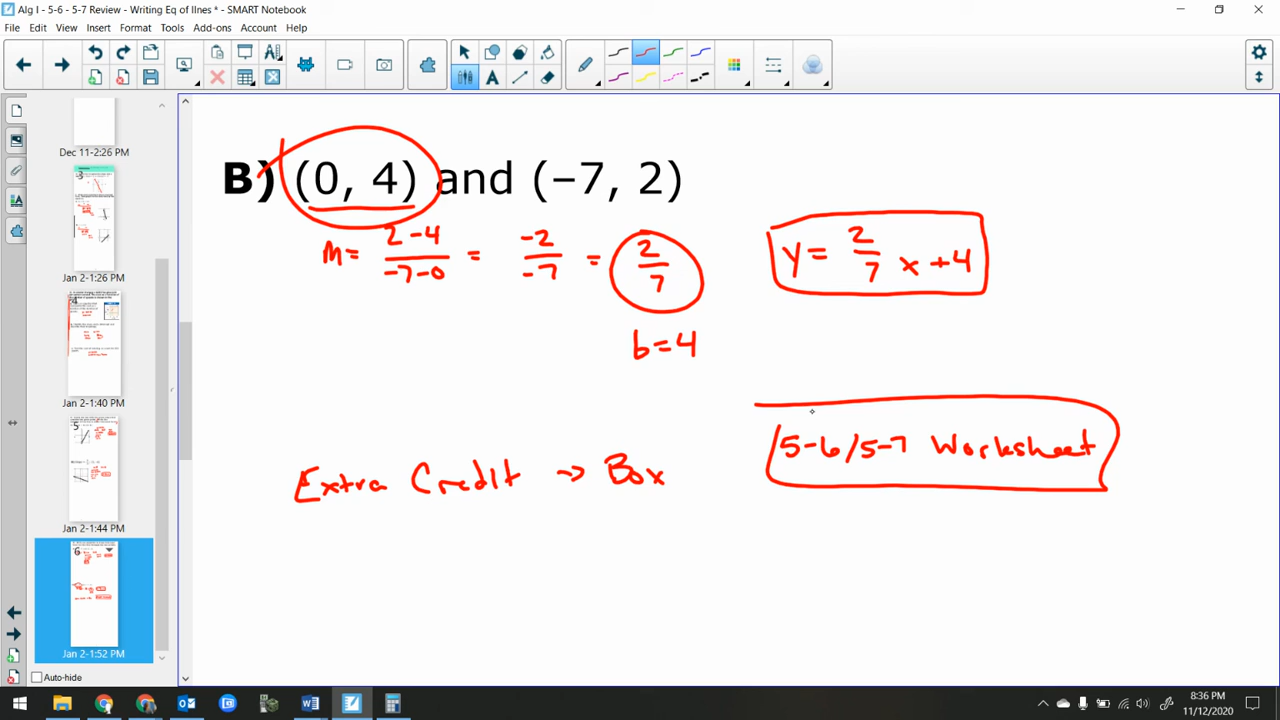 Alg I - 5-6 - 5-7 Review - Writing Eq of lInes * - SMART Notebook
File Edit View Insert Format Tools Add-ons Account Help
Dec 11-2:26 PM
Jan 2-1:26 PM
Jan 2-1:40 PM
Jan 2-1:44 PM
Jan 2-1:52 PM
Auto-hide
B) (0, 4) and (–7, 2)
m= 2-4 / -7-0 = -2 / -7 = 2 / 7
y= 2/7 x +4
b=4
5-6/5-7 Worksheet
Extra Credit → Box
8:36 PM
11/12/2020